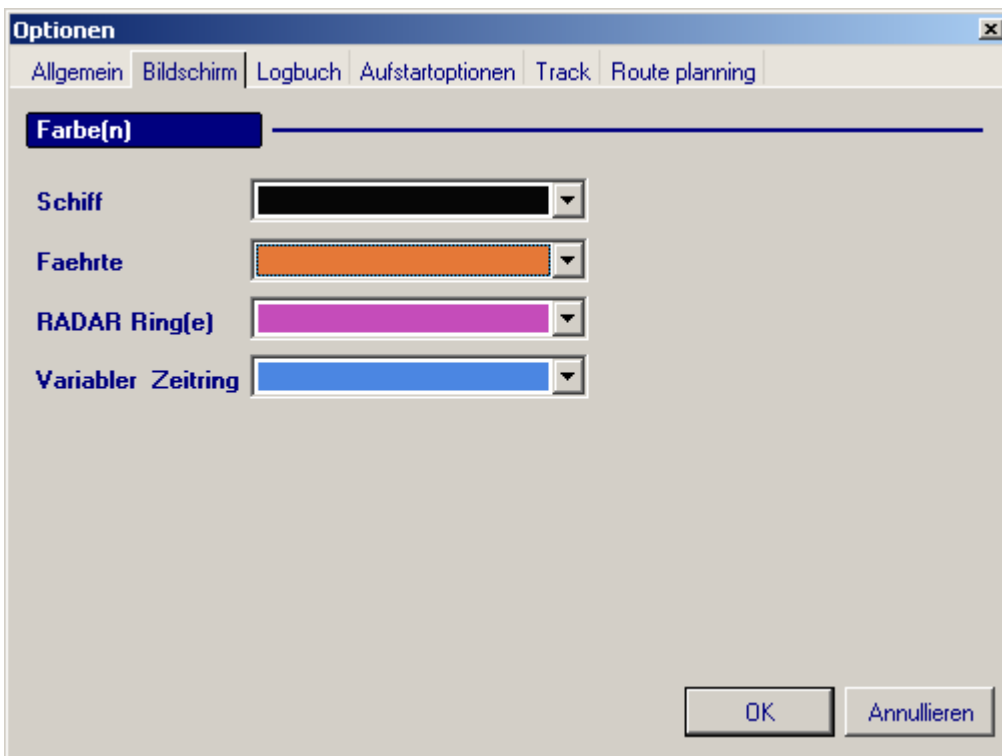 Optionen
Allgemein Bildschirm Logbuch Aufstartoptionen Track Route planning
Farbe(n)
Schiff
Faehrte
RADAR Ring(e)
Variabler Zeitring
OK Annullieren